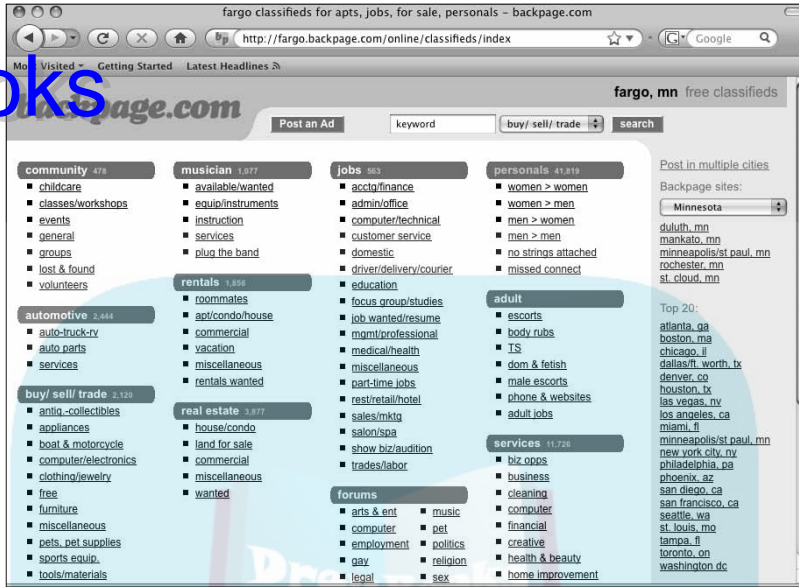 fargo classifieds for apts, jobs, for sale, personals – backpage.com
http://fargo.backpage.com/online/classifieds/index
Google
Most Visited Getting Started Latest Headlines
oks
backpage.com
fargo, mn free classifieds
Post an Ad keyword buy/ sell/ trade search
community 478
childcare
classes/workshops
events
general
groups
lost & found
volunteers
automotive 2,444
auto-truck-rv
auto parts
services
buy/ sell/ trade 2,120
antiq.-collectibles
appliances
boat & motorcycle
computer/electronics
clothing/jewelry
free
furniture
miscellaneous
pets, pet supplies
sports equip.
tools/materials
musician 1,077
available/wanted
equip/instruments
instruction
services
plug the band
rentals 1,856
roommates
apt/condo/house
commercial
vacation
miscellaneous
rentals wanted
real estate 3,877
house/condo
land for sale
commercial
miscellaneous
wanted
jobs 563
acctg/finance
admin/office
computer/technical
customer service
domestic
driver/delivery/courier
education
focus group/studies
job wanted/resume
mgmt/professional
medical/health
miscellaneous
part-time jobs
rest/retail/hotel
sales/mktg
salon/spa
show biz/audition
trades/labor
forums
arts & ent music
computer pet
employment politics
gay religion
legal sex
personals 41,819
women > women
women > men
men > women
men > men
no strings attached
missed connect
adult
escorts
body rubs
TS
dom & fetish
male escorts
phone & websites
adult jobs
services 11,726
biz opps
business
cleaning
computer
financial
creative
health & beauty
home improvement
Post in multiple cities
Backpage sites:
Minnesota
duluth, mn
mankato, mn
minneapolis/st paul, mn
rochester, mn
st. cloud, mn
Top 20:
atlanta, ga
boston, ma
chicago, il
dallas/ft. worth, tx
denver, co
houston, tx
las vegas, nv
los angeles, ca
miami, fl
minneapolis/st paul, mn
new york city, ny
philadelphia, pa
phoenix, az
san diego, ca
san francisco, ca
seattle, wa
st. louis, mo
tampa, fl
toronto, on
washington dc